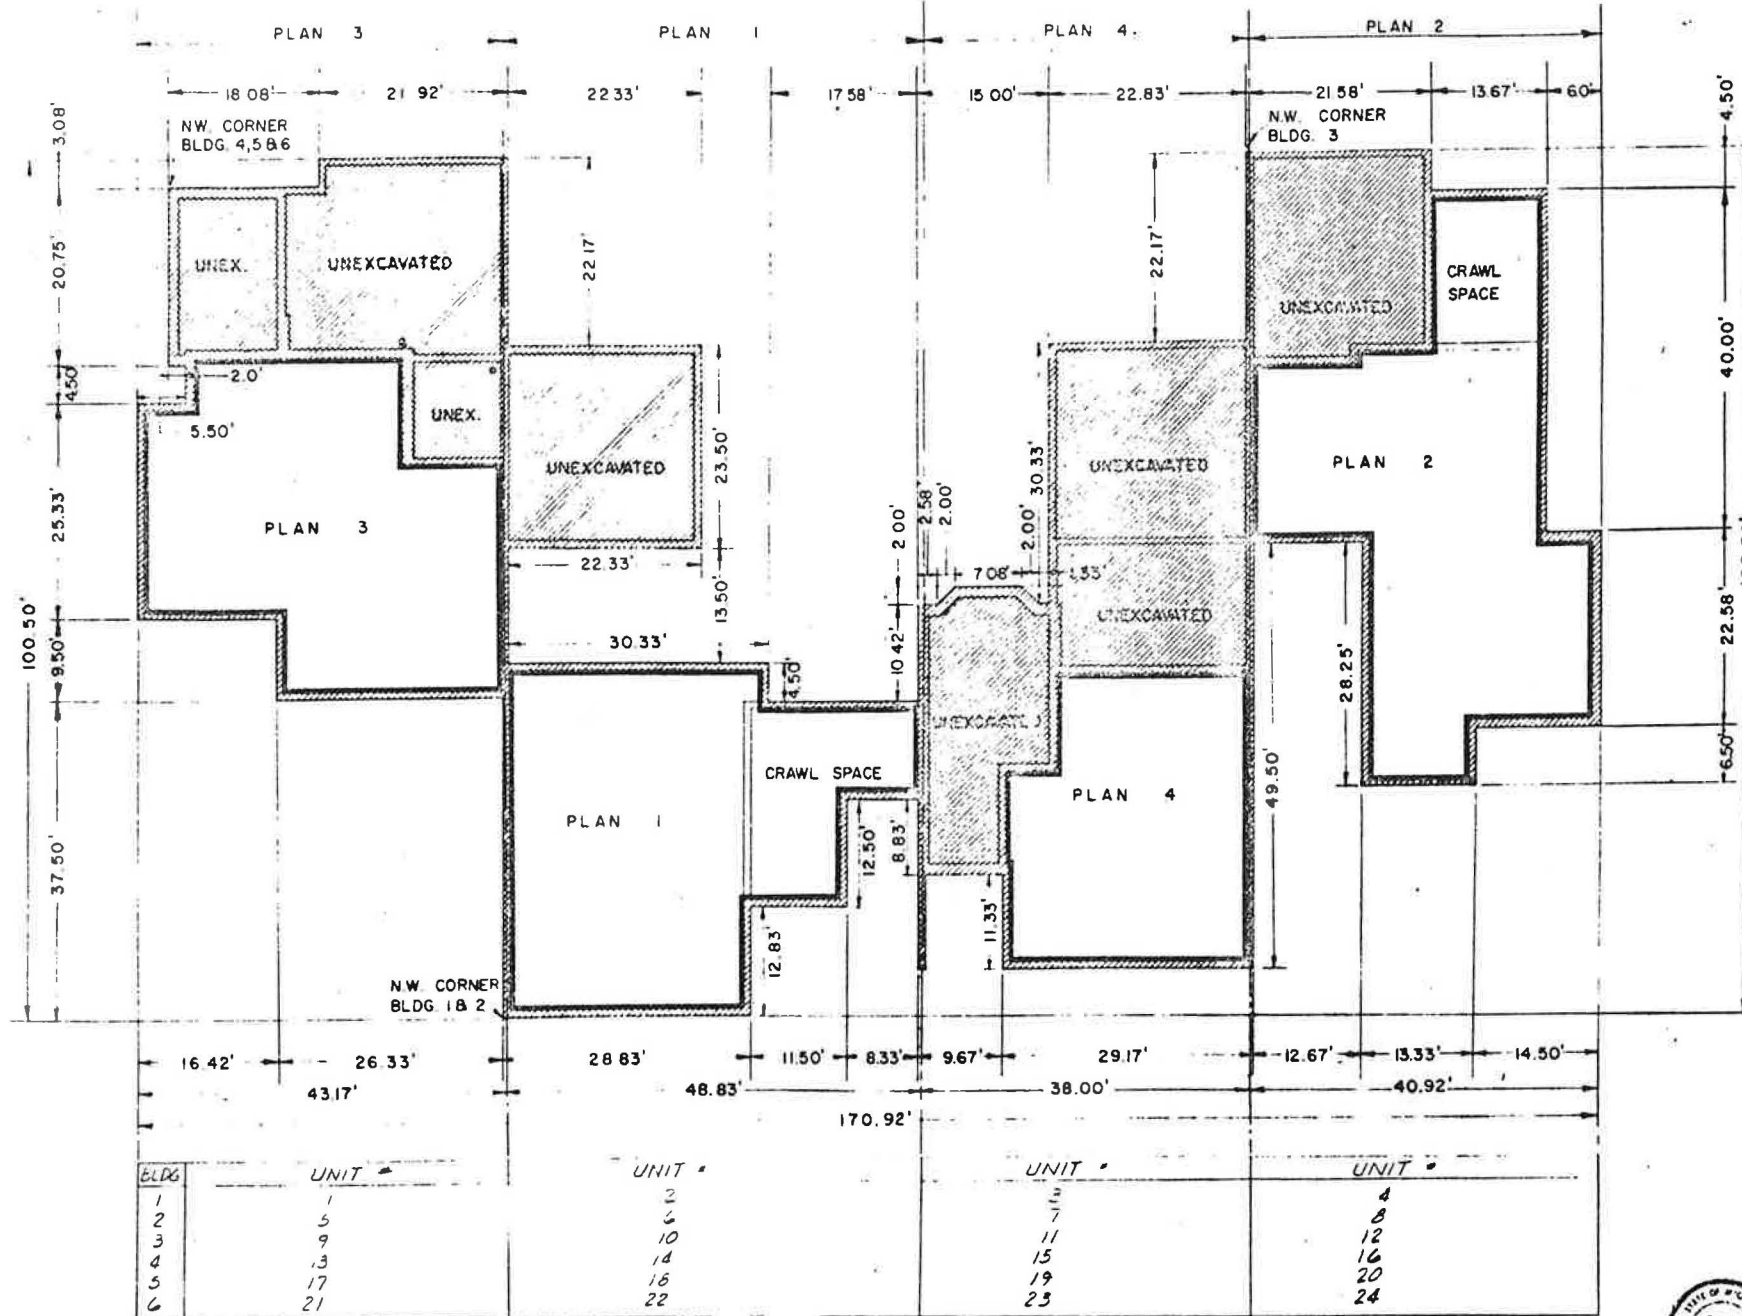 PLAN 3 PLAN 1 PLAN 4. PLAN 2
18.08' 21.92' 22.33' 17.58' 15.00' 22.83' 21.58' 13.67' 6.0'
4.50'
3.08'
N.W. CORNER
BLDG. 4,5&6
N.W. CORNER
BLDG. 3
20.75'
UNEX.
UNEXCAVATED
22.17'
22.17'
UNEXCAVATED
CRAWL
SPACE
40.00'
4.50'
2.0'
5.50'
UNEX.
UNEXCAVATED
23.50'
30.33'
UNEXCAVATED
PLAN 2
25.33'
PLAN 3
22.33'
13.50'
2.00'
2.58'
2.00'
7.08'
2.00'
1.33'
UNEXCAVATED
100.50'
9.50'
30.33'
4.50'
10.42'
28.25'
22.58'
6.50'
37.50'
PLAN 1
CRAWL SPACE
UNEXCAVATED
PLAN 4
49.50'
12.50'
8.83'
11.33'
12.83'
N.W. CORNER
BLDG. 1 & 2
16.42' 26.33' 28.83' 11.50' 8.33' 9.67' 29.17' 12.67' 13.33' 14.50'
43.17' 48.83' 38.00' 40.92'
170.92'
BLDG UNIT UNIT UNIT UNIT
1 1 2 4
2 5 6 7 8
3 9 10 11 12
4 13 14 15 16
5 17 18 19 20
6 21 22 23 24
STATE OF